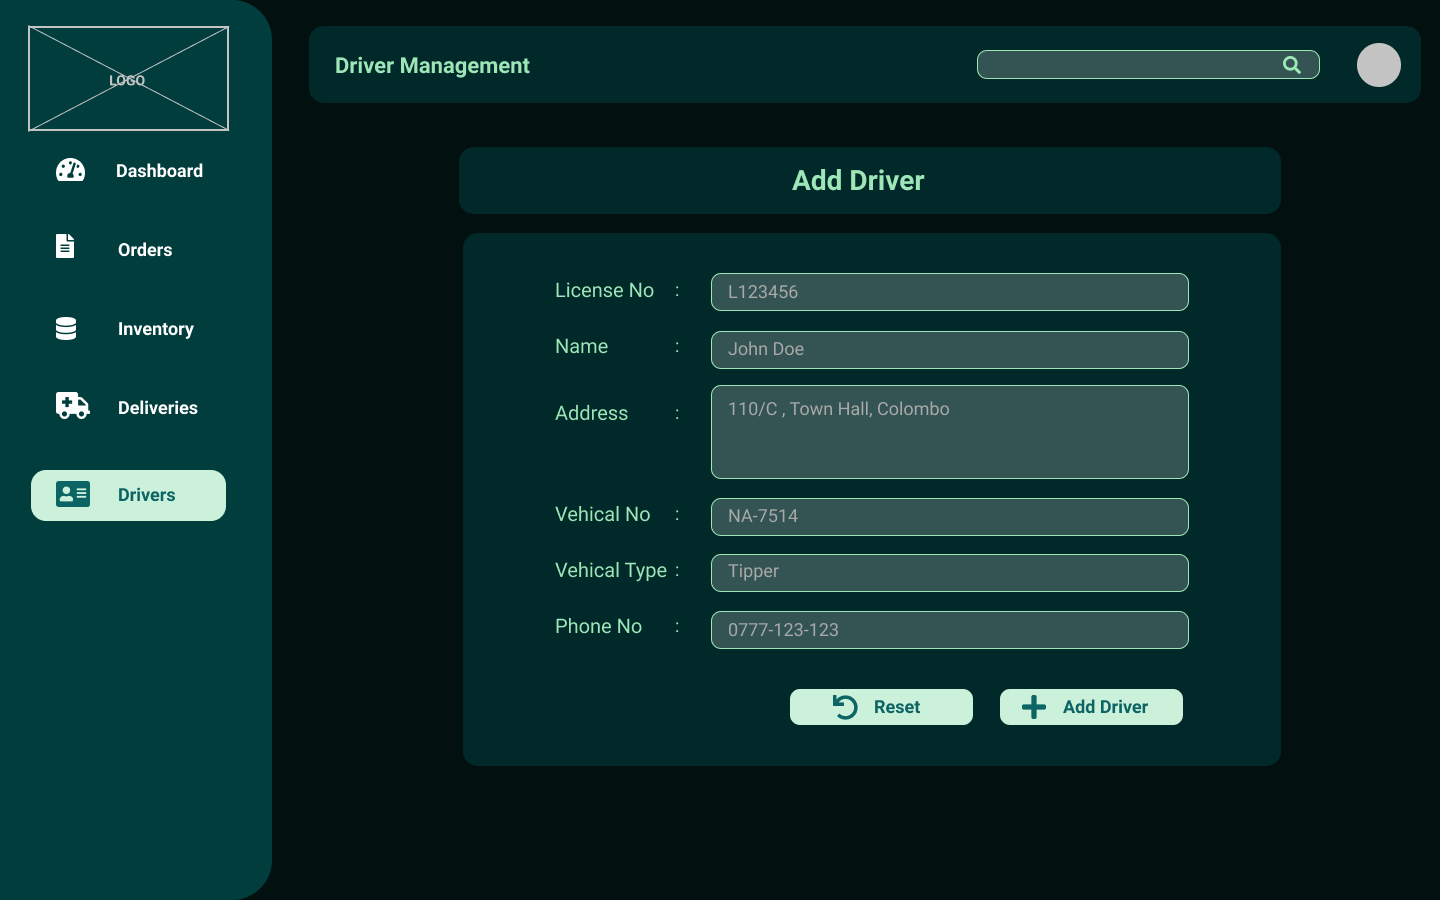 LOGO
Dashboard
Orders
Inventory
Deliveries
Drivers
Driver Management
Add Driver
License No : L123456
Name : John Doe
Address : 110/C , Town Hall, Colombo
Vehical No : NA-7514
Vehical Type : Tipper
Phone No : 0777-123-123
Reset Add Driver